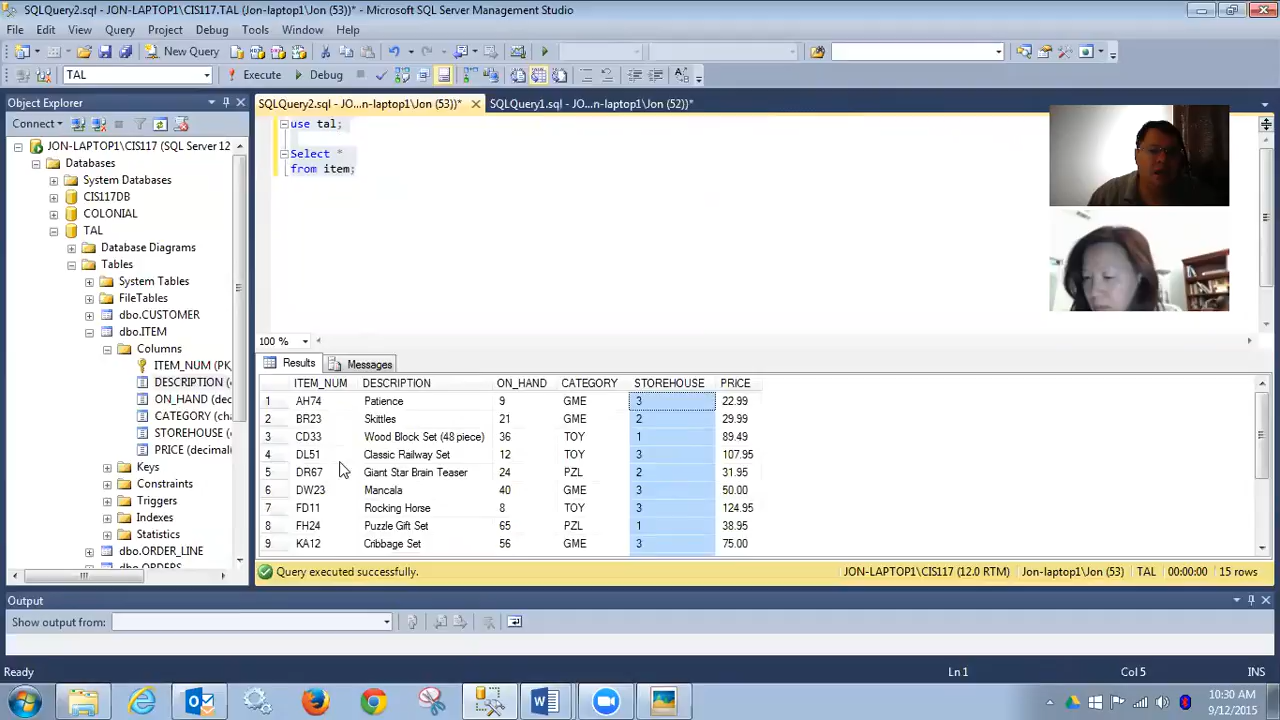 SQLQuery2.sql - JON-LAPTOP1\CIS117.TAL (Jon-laptop1\Jon (53))* - Microsoft SQL Server Management Studio
File Edit View Query Project Debug Tools Window Help
New Query
TAL Execute Debug
Object Explorer
SQLQuery2.sql - JO...n-laptop1\Jon (53))* SQLQuery1.sql - JO...n-laptop1\Jon (52))*
Connect
JON-LAPTOP1\CIS117 (SQL Server 12
Databases
System Databases
CIS117DB
COLONIAL
TAL
Database Diagrams
Tables
System Tables
FileTables
dbo.CUSTOMER
dbo.ITEM
Columns
ITEM_NUM (PK,
DESCRIPTION (
ON_HAND (dec
CATEGORY (cha
STOREHOUSE (
PRICE (decimal(
Keys
Constraints
Triggers
Indexes
Statistics
dbo.ORDER_LINE
dbo.ORDERS
use tal;
Select *
from item;
100 %
Results Messages
ITEM_NUM DESCRIPTION ON_HAND CATEGORY STOREHOUSE PRICE
1 AH74 Patience 9 GME 3 22.99
2 BR23 Skittles 21 GME 2 29.99
3 CD33 Wood Block Set (48 piece) 36 TOY 1 89.49
4 DL51 Classic Railway Set 12 TOY 3 107.95
5 DR67 Giant Star Brain Teaser 24 PZL 2 31.95
6 DW23 Mancala 40 GME 3 50.00
7 FD11 Rocking Horse 8 TOY 3 124.95
8 FH24 Puzzle Gift Set 65 PZL 1 38.95
9 KA12 Cribbage Set 56 GME 3 75.00
Query executed successfully. JON-LAPTOP1\CIS117 (12.0 RTM) Jon-laptop1\Jon (53) TAL 00:00:00 15 rows
Output
Show output from:
Ready Ln 1 Col 5 INS
10:30 AM
9/12/2015